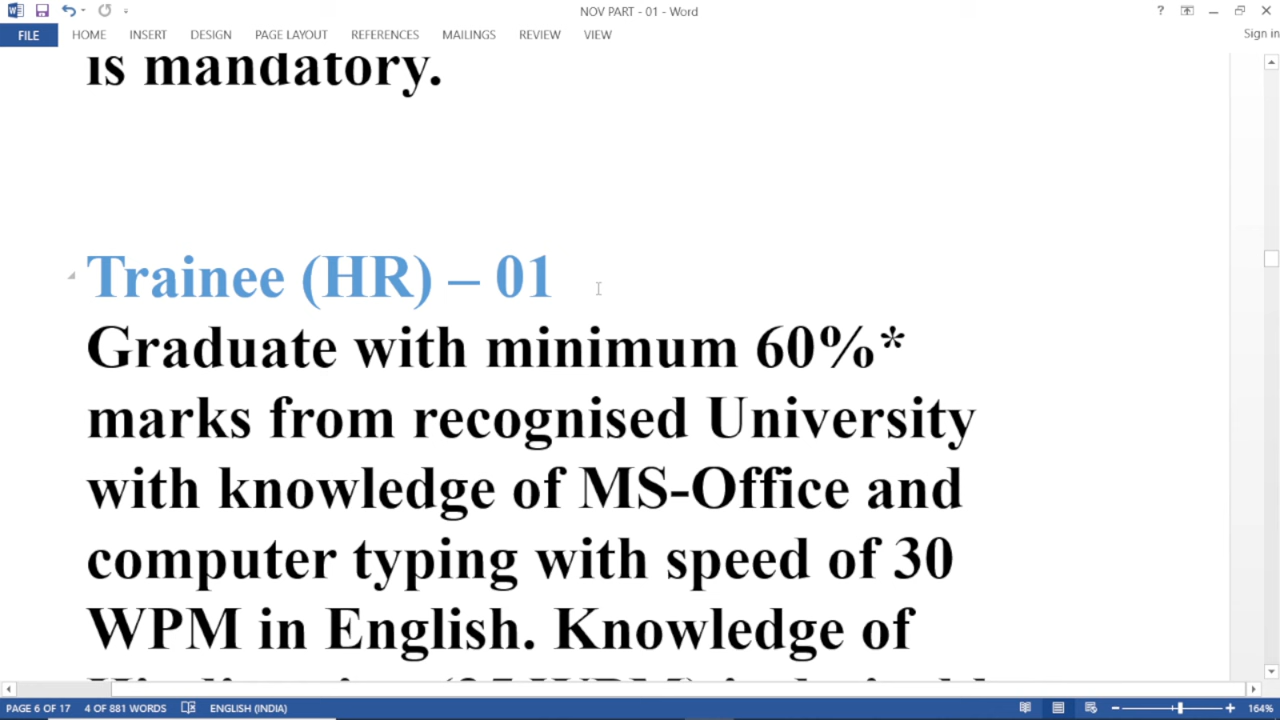 NOV PART - 01 - Word
?
FILE HOME INSERT DESIGN PAGE LAYOUT REFERENCES MAILINGS REVIEW VIEW Sign in
is mandatory.
Trainee (HR) – 01
Graduate with minimum 60%*
marks from recognised University
with knowledge of MS-Office and
computer typing with speed of 30
WPM in English. Knowledge of
PAGE 6 OF 17 4 OF 881 WORDS ENGLISH (INDIA) 164%